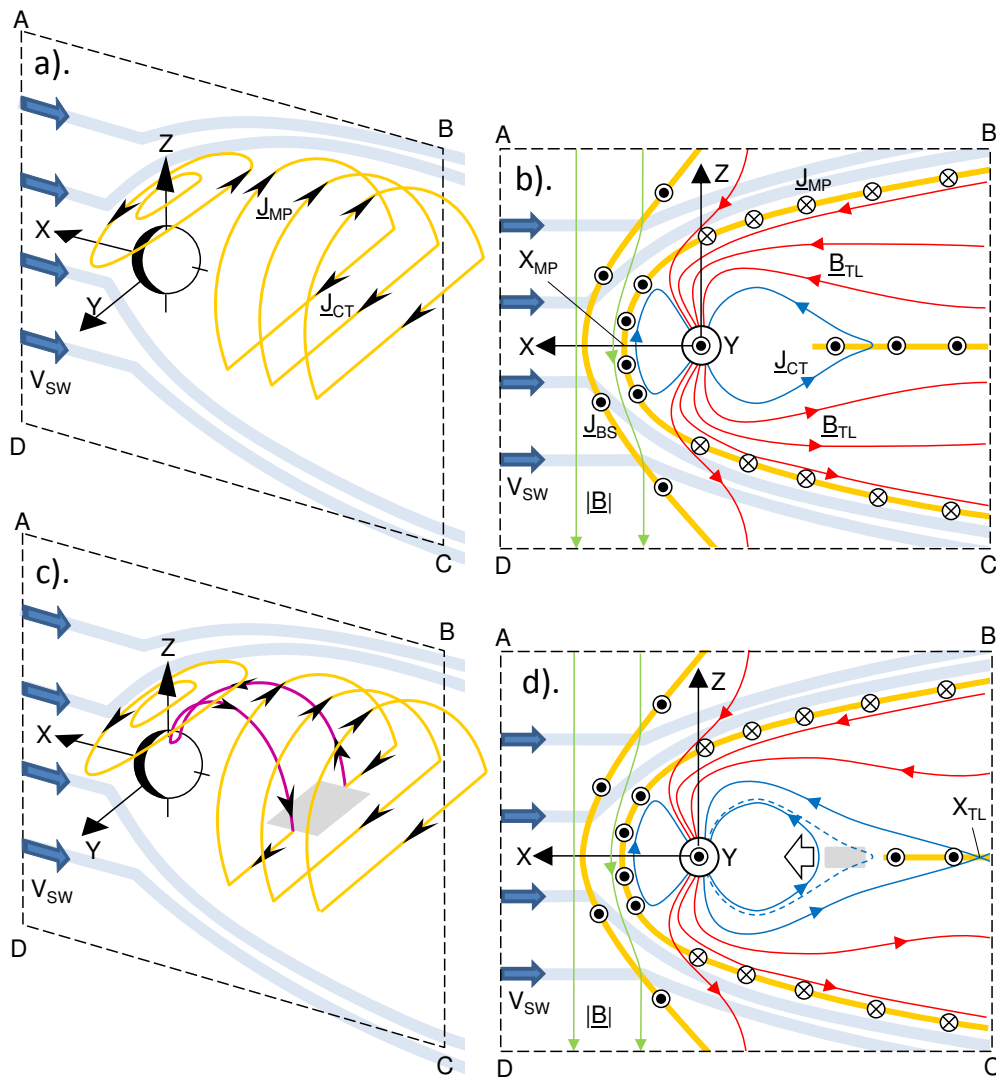 A
a).
B
Z
J_MP
X
J_CT
Y
V_SW
D
C
A
B
b).
Z
J_MP
X_MP
B_TL
X
Y
J_CT
J_BS
B_TL
V_SW
|B|
D
C
A
c).
B
Z
X
Y
V_SW
D
C
A
B
d).
Z
X_TL
X
Y
V_SW
|B|
D
C